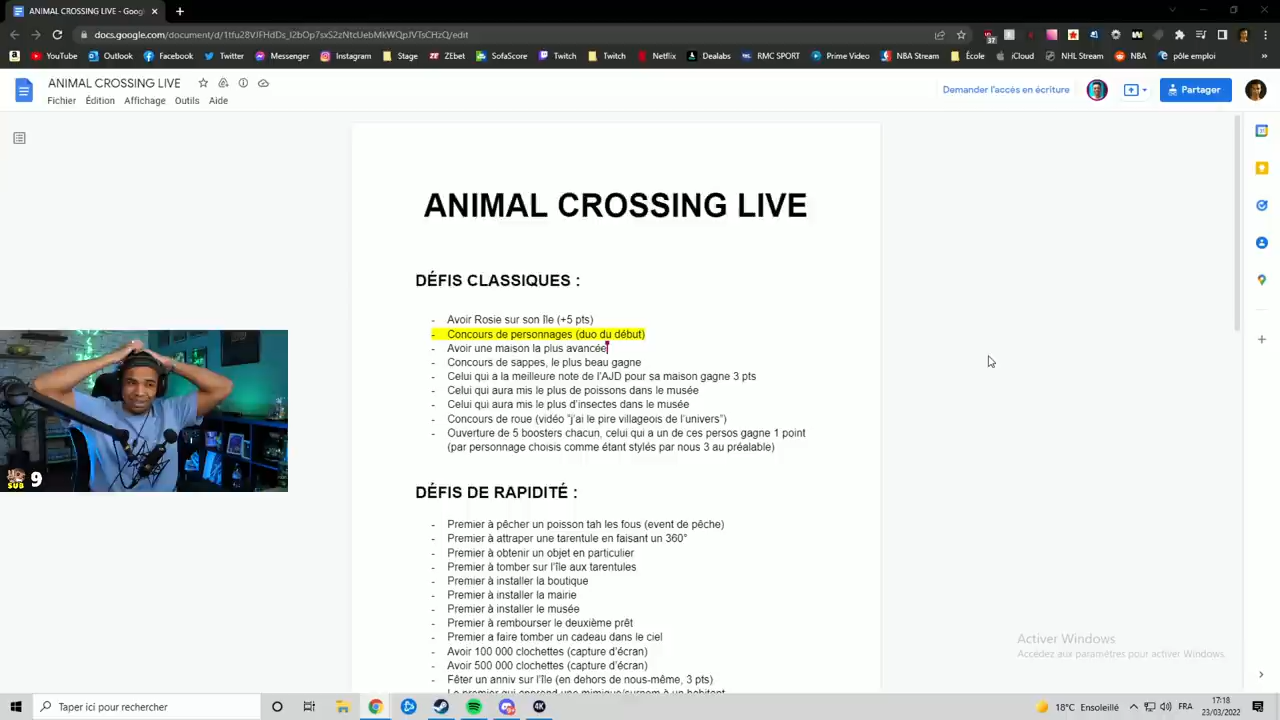 ANIMAL CROSSING LIVE - Go
docs.google.com/document/d/1tfu28VJFHdDs_I2bOp7sxS2zNtcUebMkWQpJVTsCHzQ/edit
YouTube Outlook Facebook Twitter Messenger Instagram Stage ZEbet SofaScore Twitch Twitch Netflix Dealabs RMC SPORT Prime Video NBA Stream École iCloud NHL Stream NBA pôle emploi
ANIMAL CROSSING LIVE
Fichier Édition Affichage Outils Aide
Demander l'accès en écriture
Partager
ANIMAL CROSSING LIVE
DÉFIS CLASSIQUES :
- Avoir Rosie sur son île (+5 pts)
- Concours de personnages (duo du début)
- Avoir une maison la plus avancée
- Concours de sappes, le plus beau gagne
- Celui qui a la meilleure note de l'AJD pour sa maison gagne 3 pts
- Celui qui aura mis le plus de poissons dans le musée
- Celui qui aura mis le plus d'insectes dans le musée
- Concours de roue (vidéo "j'ai le pire villageois de l'univers")
- Ouverture de 5 boosters chacun, celui qui a un de ces persos gagne 1 point
(par personnage choisis comme étant stylés par nous 3 au préalable)
SUB 9
DÉFIS DE RAPIDITÉ :
- Premier à pêcher un poisson tah les fous (event de pêche)
- Premier à attraper une tarentule en faisant un 360°
- Premier à obtenir un objet en particulier
- Premier à tomber sur l'île aux tarentules
- Premier à installer la boutique
- Premier à installer la mairie
- Premier à installer le musée
- Premier à rembourser le deuxième prêt
- Premier a faire tomber un cadeau dans le ciel
- Avoir 100 000 clochettes (capture d'écran)
- Avoir 500 000 clochettes (capture d'écran)
- Fêter un anniv sur l'île (en dehors de nous-même, 3 pts)
Le premier qui apprend une mimique/surnom à un habitant
Activer Windows
Accédez aux paramètres pour activer Windows.
Taper ici pour rechercher
18°C Ensoleillé
FRA
17:18
23/03/2022